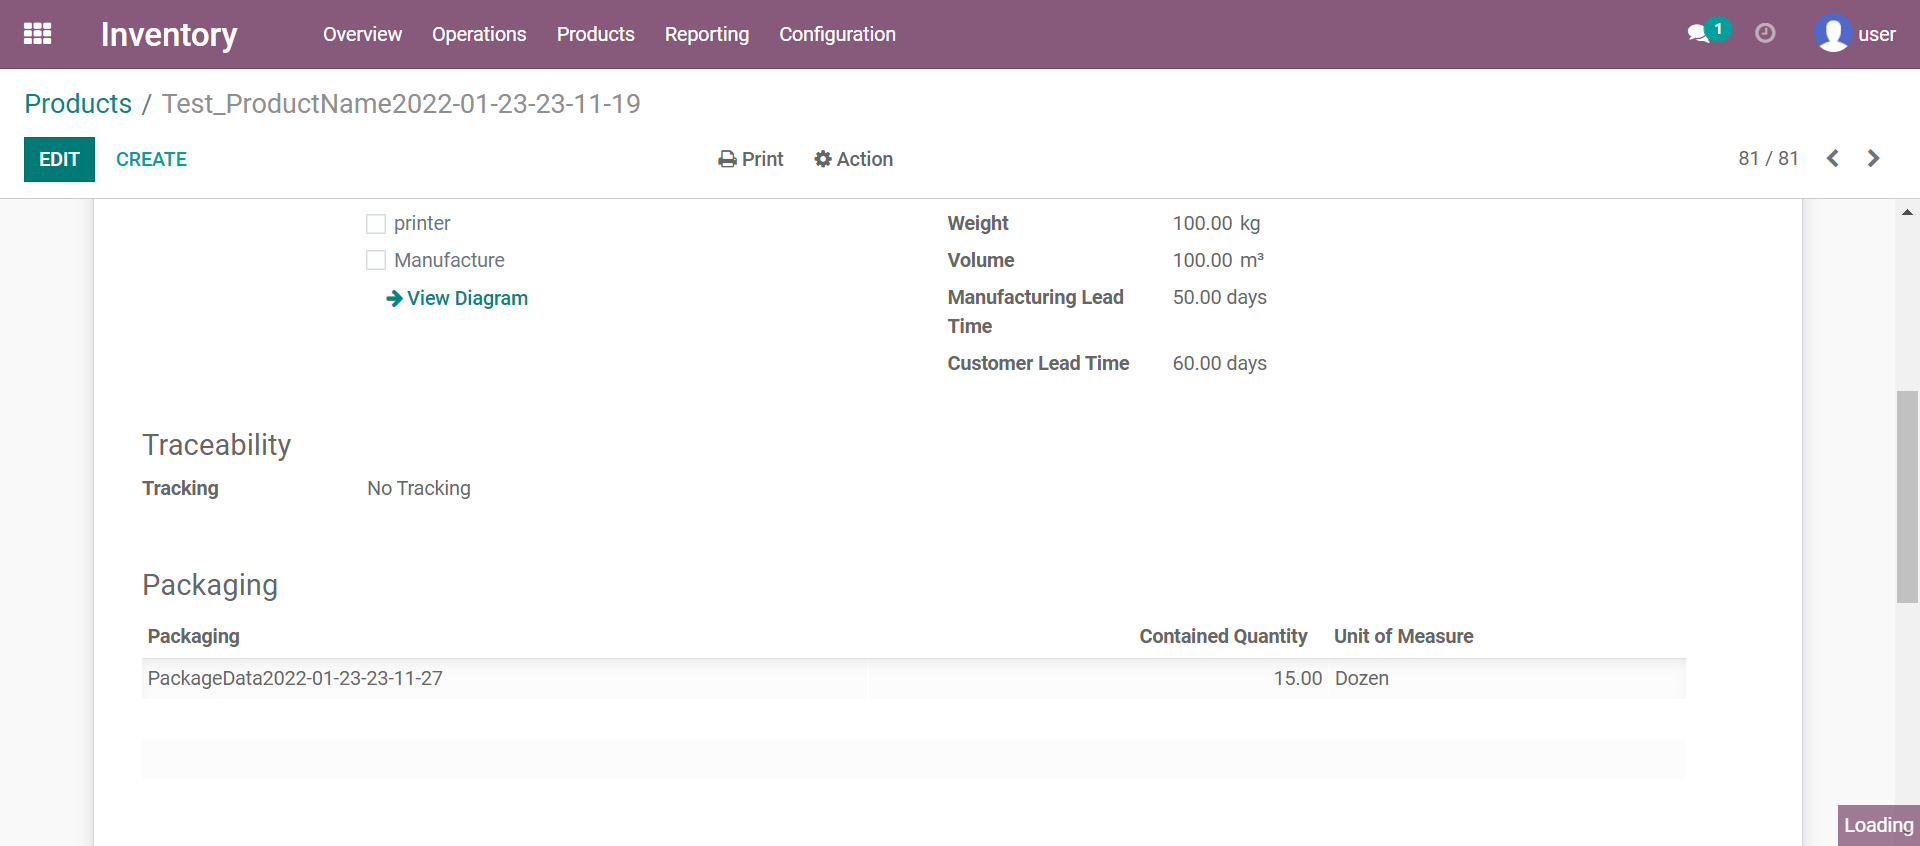 Inventory Overview Operations Products Reporting Configuration 1 user
Products / Test_ProductName2022-01-23-23-11-19
EDIT CREATE Print Action 81 / 81
printer
Manufacture
View Diagram
Weight 100.00 kg
Volume 100.00 m³
Manufacturing Lead Time 50.00 days
Customer Lead Time 60.00 days
Traceability
Tracking No Tracking
Packaging
Packaging Contained Quantity Unit of Measure
PackageData2022-01-23-23-11-27 15.00 Dozen
Loading